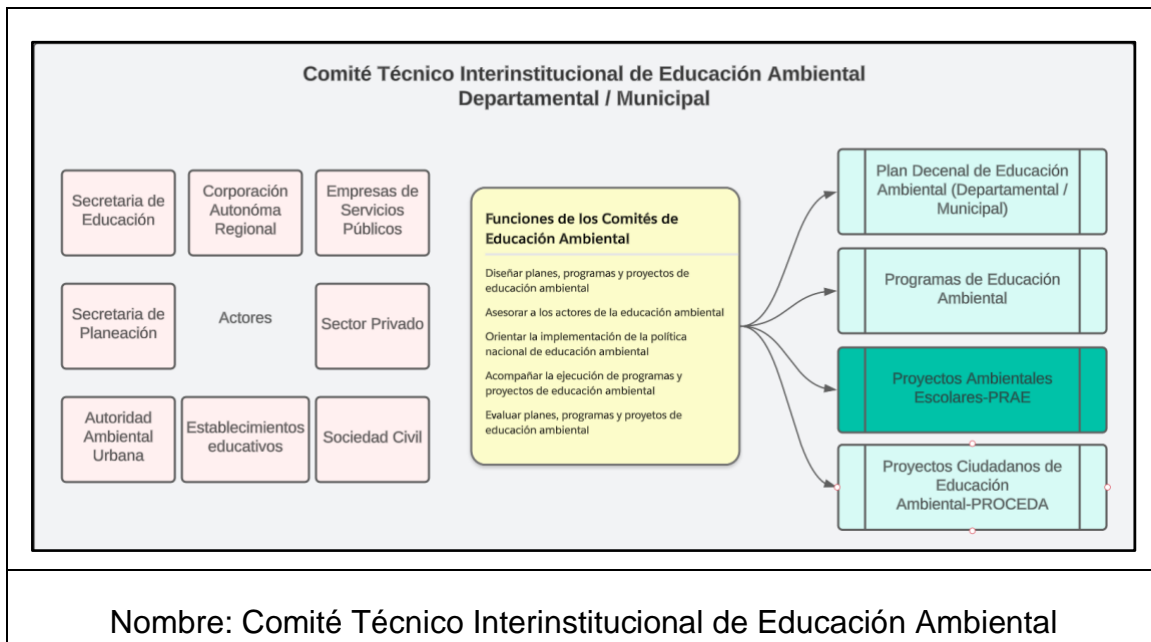 Comité Técnico Interinstitucional de Educación Ambiental
Departamental / Municipal
Secretaria de
Educación
Corporación
Autonóma
Regional
Empresas de
Servicios
Públicos
Secretaria de
Planeación
Actores
Sector Privado
Autoridad
Ambiental
Urbana
Establecimientos
educativos
Sociedad Civil
Funciones de los Comités de
Educación Ambiental
Diseñar planes, programas y proyectos de
educación ambiental
Asesorar a los actores de la educación ambiental
Orientar la implementación de la política
nacional de educación ambiental
Acompañar la ejecución de programas y
proyectos de educación ambiental
Evaluar planes, programas y proyetos de
educación ambiental
Plan Decenal de Educación
Ambiental (Departamental /
Municipal)
Programas de Educación
Ambiental
Proyectos Ambientales
Escolares-PRAE
Proyectos Ciudadanos de
Educación
Ambiental-PROCEDA
Nombre: Comité Técnico Interinstitucional de Educación Ambiental